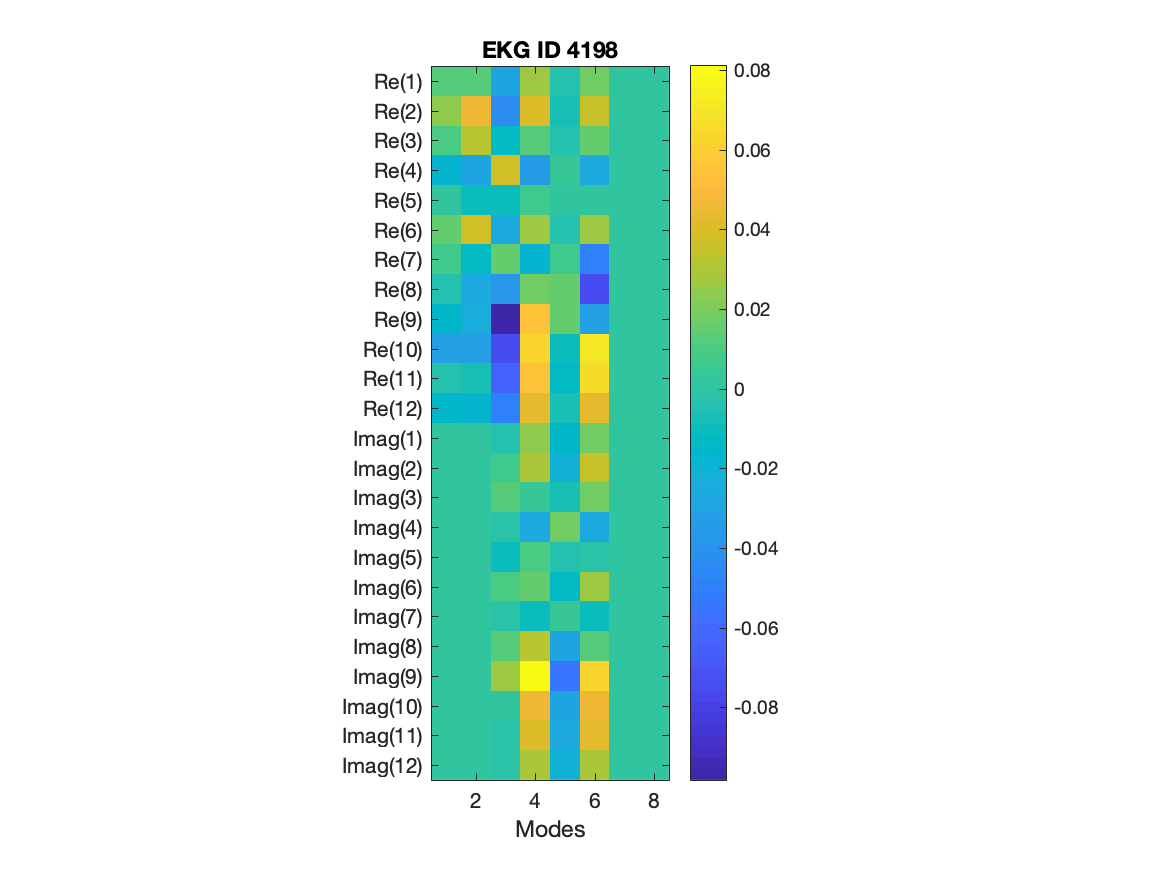 EKG ID 4198
Re(1)
Re(2)
Re(3)
Re(4)
Re(5)
Re(6)
Re(7)
Re(8)
Re(9)
Re(10)
Re(11)
Re(12)
Imag(1)
Imag(2)
Imag(3)
Imag(4)
Imag(5)
Imag(6)
Imag(7)
Imag(8)
Imag(9)
Imag(10)
Imag(11)
Imag(12)
2 4 6 8
Modes
0.08
0.06
0.04
0.02
0
-0.02
-0.04
-0.06
-0.08